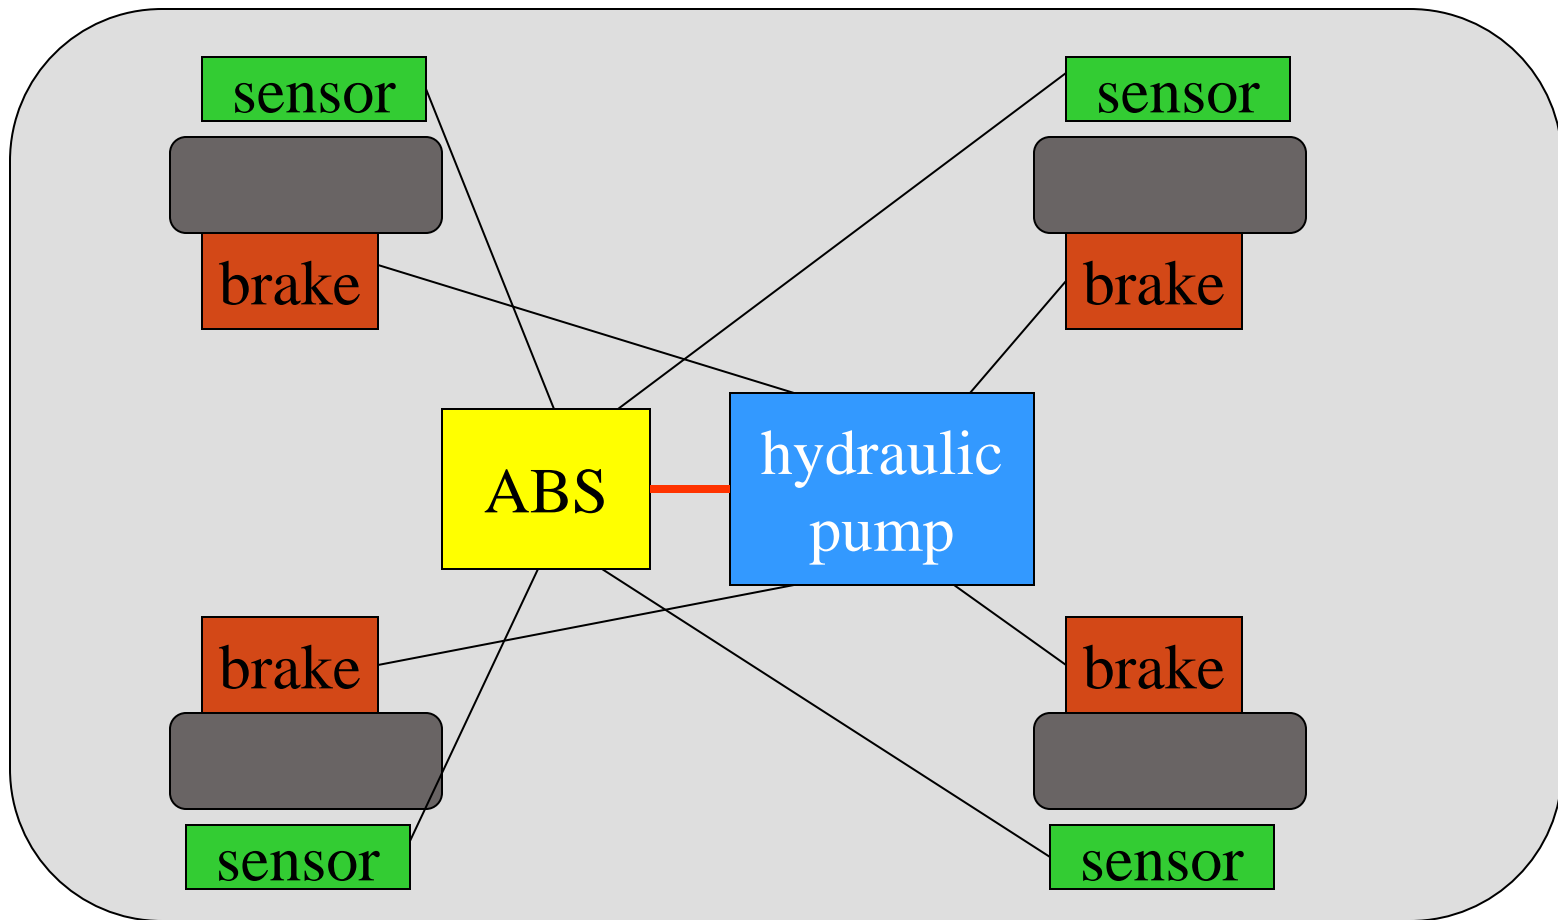 sensor
sensor
brake
brake
ABS
hydraulic
pump
brake
brake
sensor
sensor